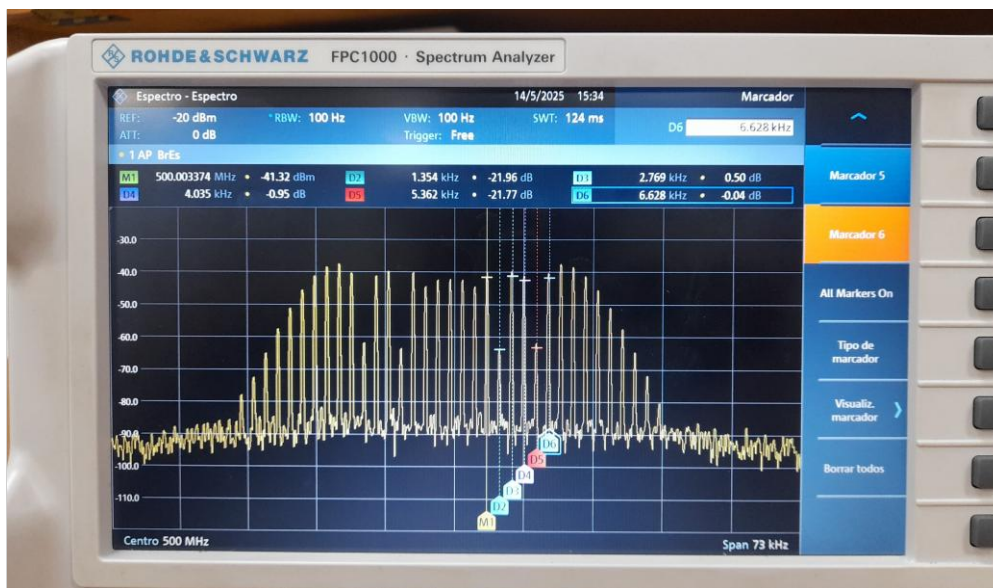 ROHDE & SCHWARZ FPC1000 · Spectrum Analyzer
Espectro - Espectro 14/5/2025 15:34 Marcador
REF: -20 dBm *RBW: 100 Hz VBW: 100 Hz SWT: 124 ms D6 6.628 kHz
ATT: 0 dB Trigger: Free
1 AP BrEs
M1 500.003374 MHz • -41.32 dBm D2 1.354 kHz • -21.96 dB D3 2.769 kHz • 0.50 dB
D4 4.035 kHz • -0.95 dB D5 5.362 kHz • -21.77 dB D6 6.628 kHz • -0.04 dB
Marcador 5
-30.0
Marcador 6
-40.0
All Markers On
-50.0
-60.0
Tipo de
marcador
-70.0
-80.0
Visualiz.
marcador
-90.0
D6
D5
-100.0
D4
Borrar todos
D3
-110.0
D2
M1
Centro 500 MHz Span 73 kHz